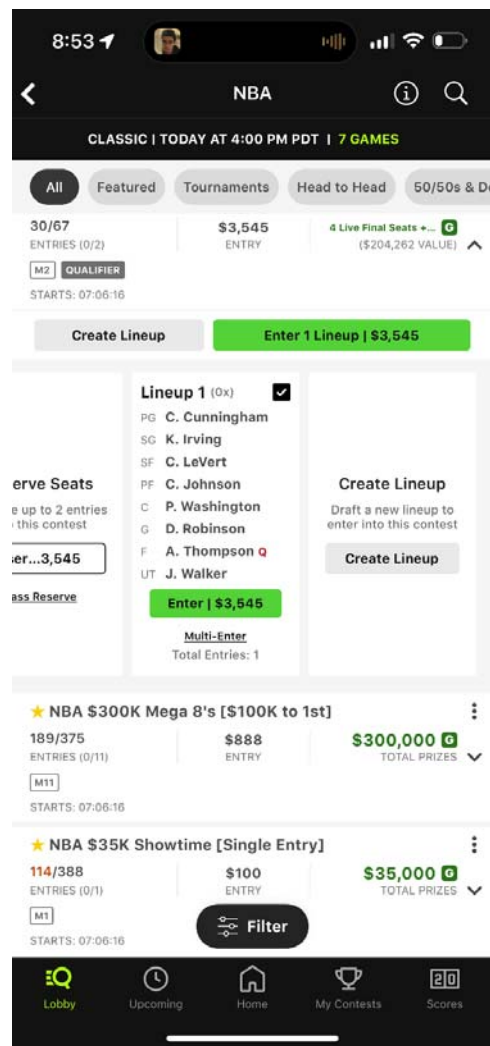 8:53
NBA
CLASSIC | TODAY AT 4:00 PM PDT | 7 GAMES
All Featured Tournaments Head to Head 50/50s & D
30/67 $3,545 4 Live Final Seats +... G
ENTRIES (0/2) ENTRY ($204,262 VALUE)
M2 QUALIFIER
STARTS: 07:06:16
Create Lineup Enter 1 Lineup | $3,545
erve Seats
e up to 2 entries
this contest
er...3,545
ass Reserve
Lineup 1 (0x)
PG C. Cunningham
SG K. Irving
SF C. LeVert
PF C. Johnson
C P. Washington
G D. Robinson
F A. Thompson Q
UT J. Walker
Enter | $3,545
Multi-Enter
Total Entries: 1
Create Lineup
Draft a new lineup to
enter into this contest
Create Lineup
NBA $300K Mega 8's [$100K to 1st]
189/375 $888 $300,000 G
ENTRIES (0/11) ENTRY TOTAL PRIZES
M11
STARTS: 07:06:16
NBA $35K Showtime [Single Entry]
114/388 $100 $35,000 G
ENTRIES (0/1) ENTRY TOTAL PRIZES
M1
Filter
STARTS: 07:06:16
Lobby Upcoming Home My Contests Scores